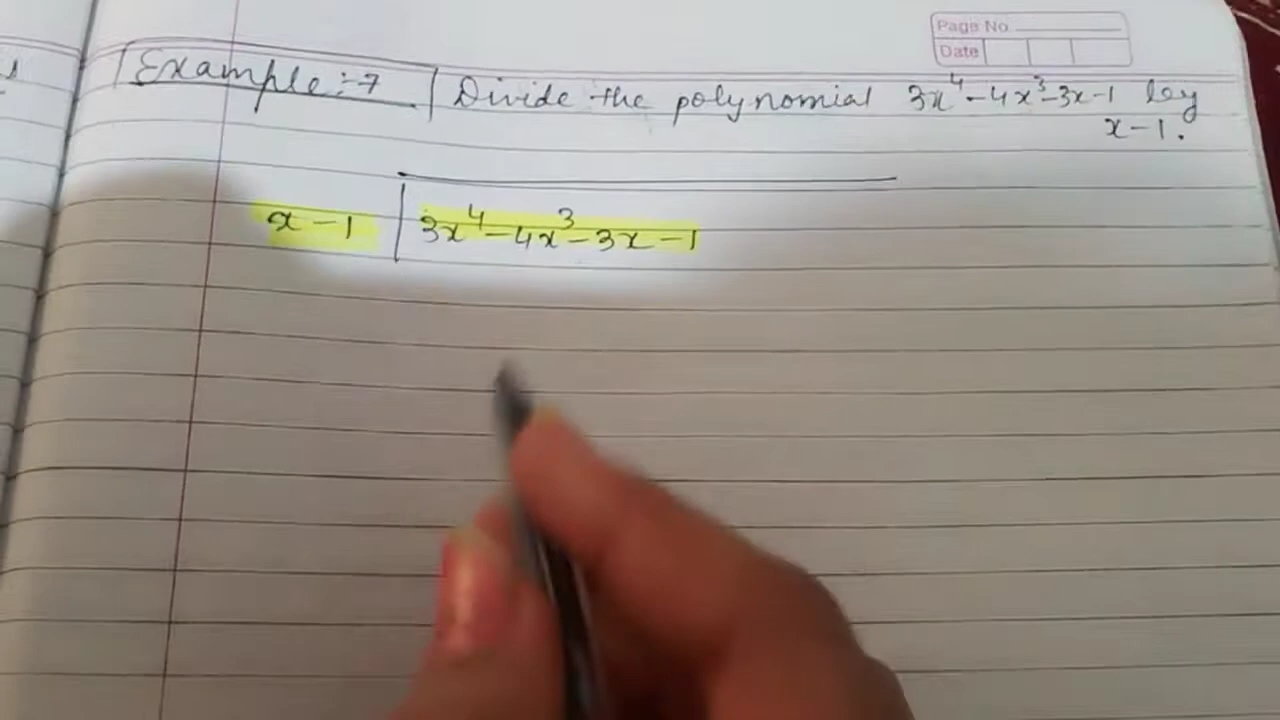 Page No
Date
Example:-7 Divide the polynomial 3x⁴-4x³-3x-1 by
x-1.
x-1 3x⁴-4x³-3x-1